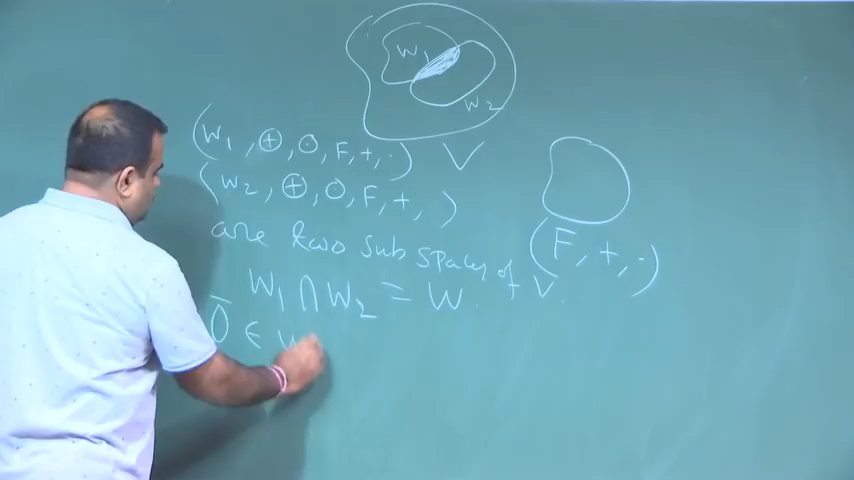 W₁
W₂
(W₁, ⊕, ⊙, F, +, ·)
V
(W₂, ⊕, ⊙, F, +, )
are two subspaces of V.
(F, +, ·)
W₁ ∩ W₂ = W.
0̄ ∈ W